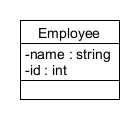 Employee
-name : string
-id : int